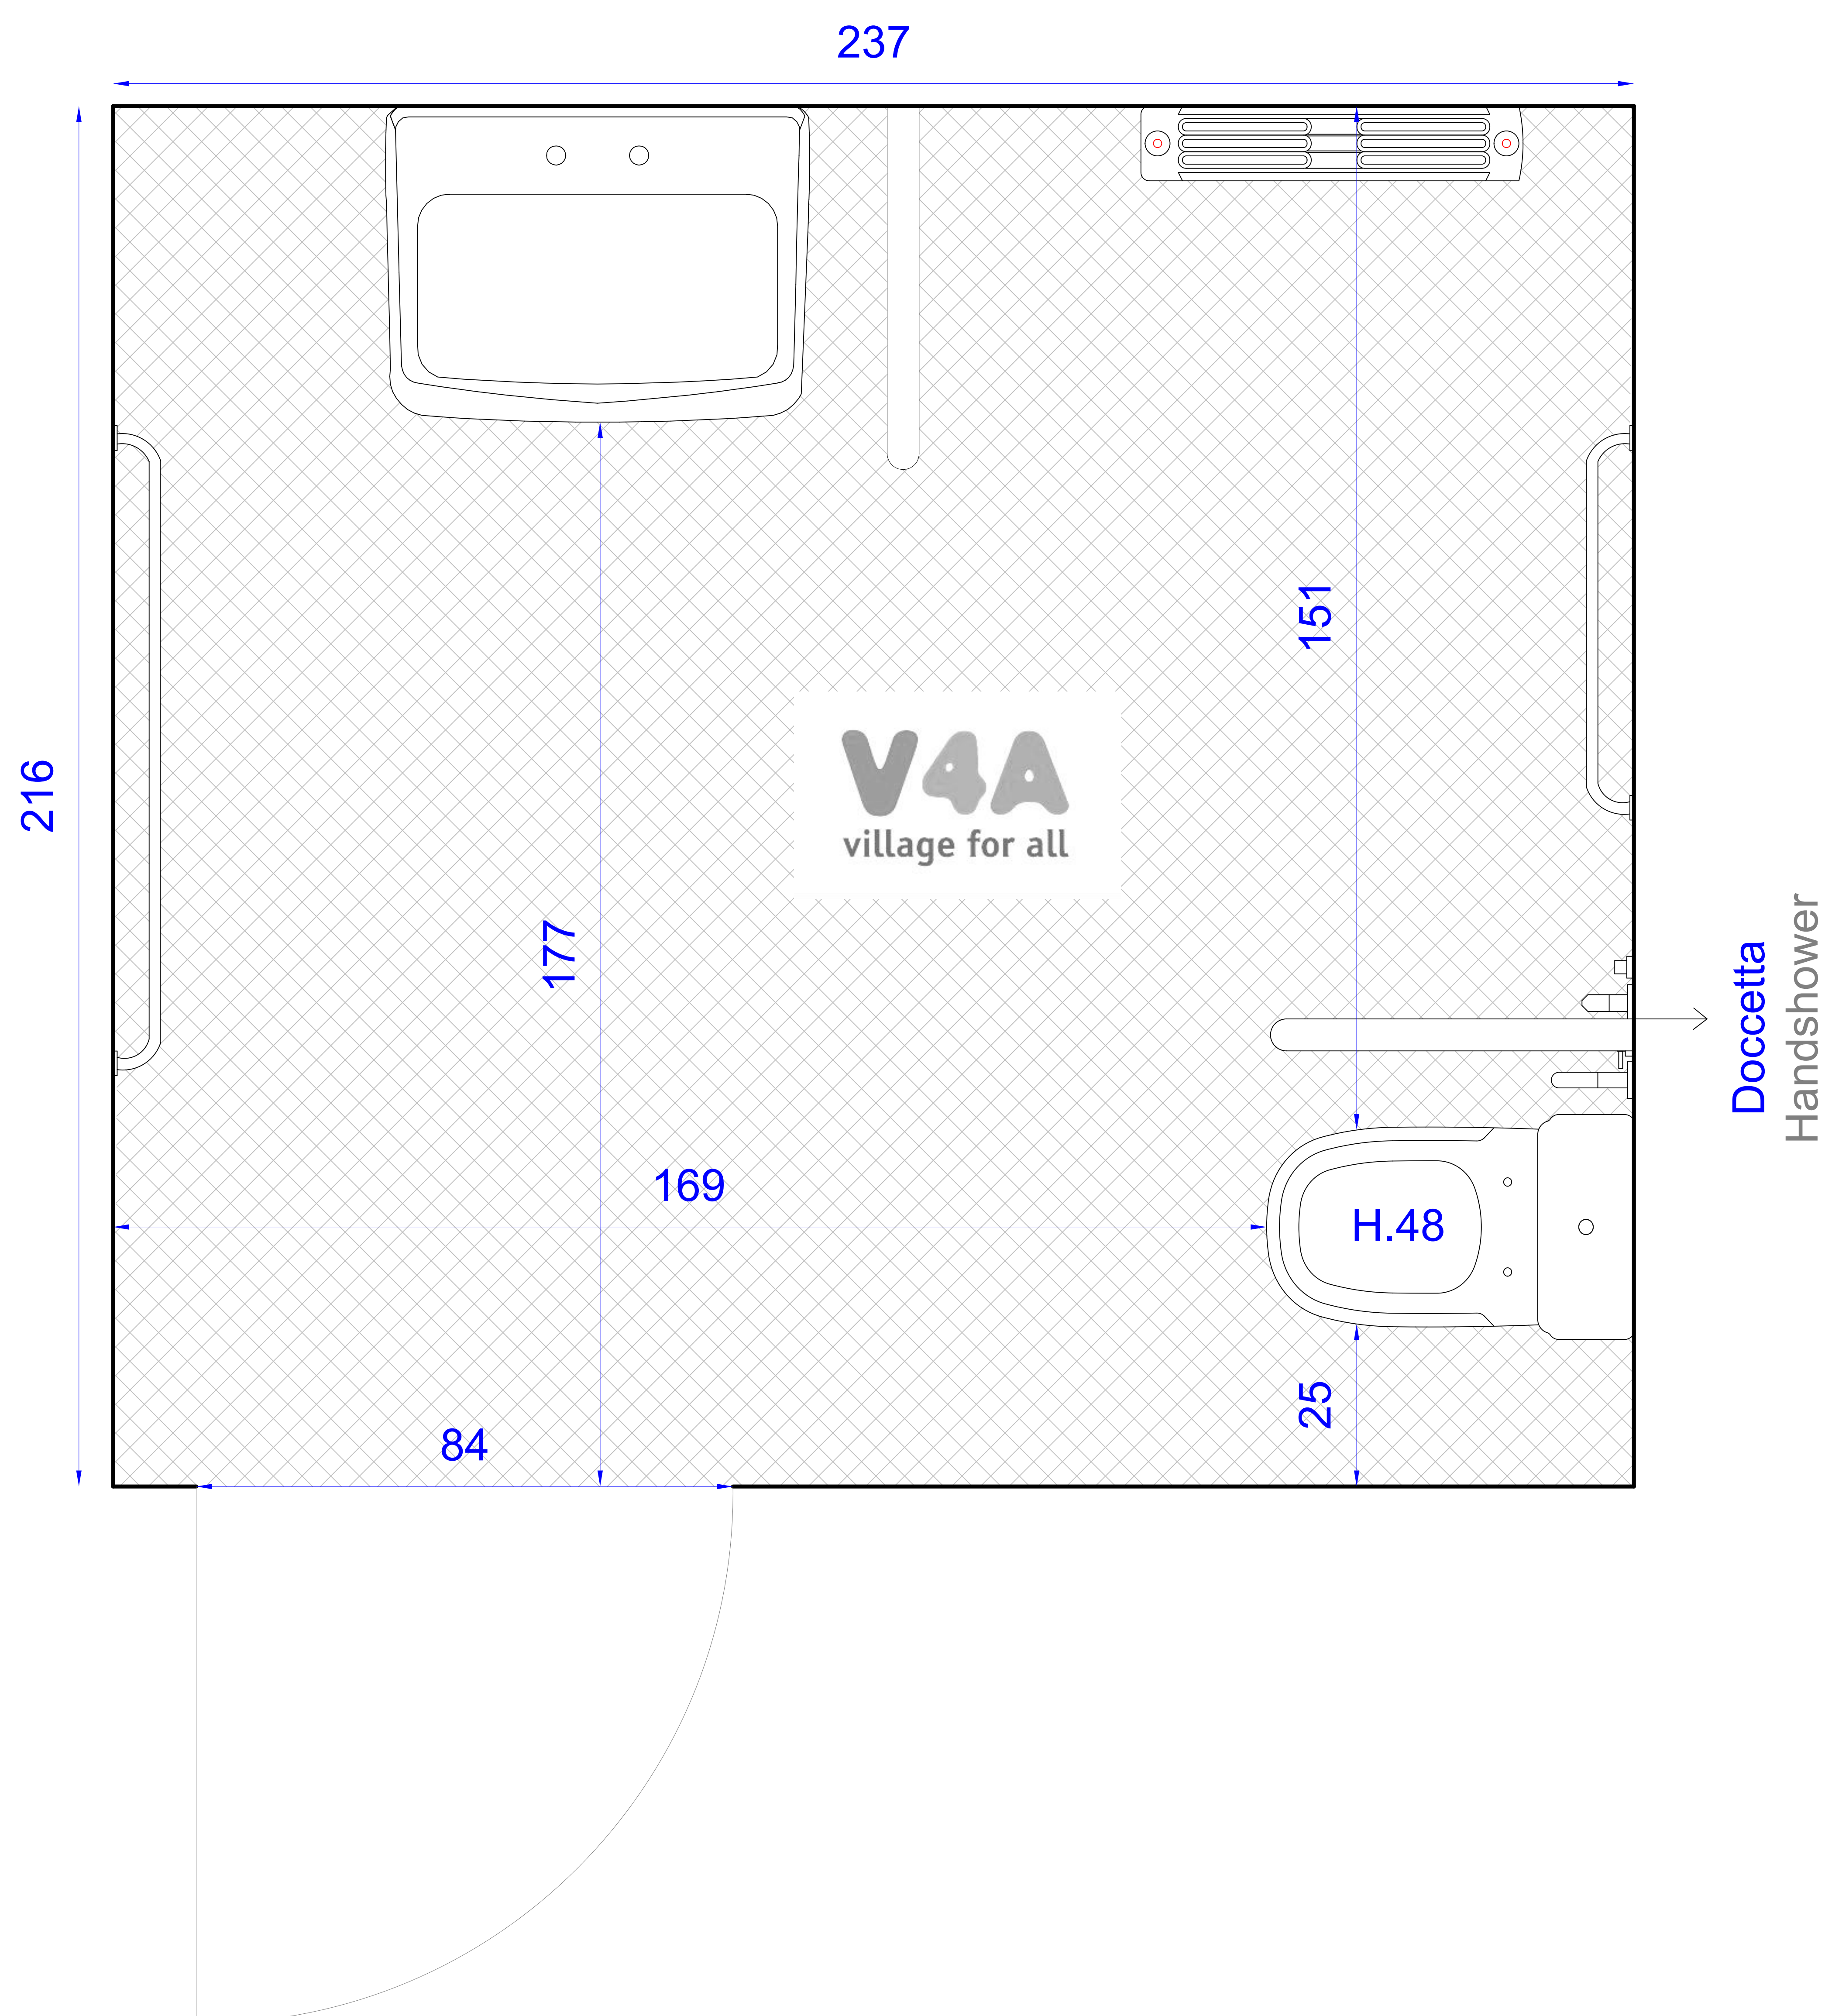 237
216
151
V4A
village for all
177
Doccetta
Handshower
169
H.48
25
84